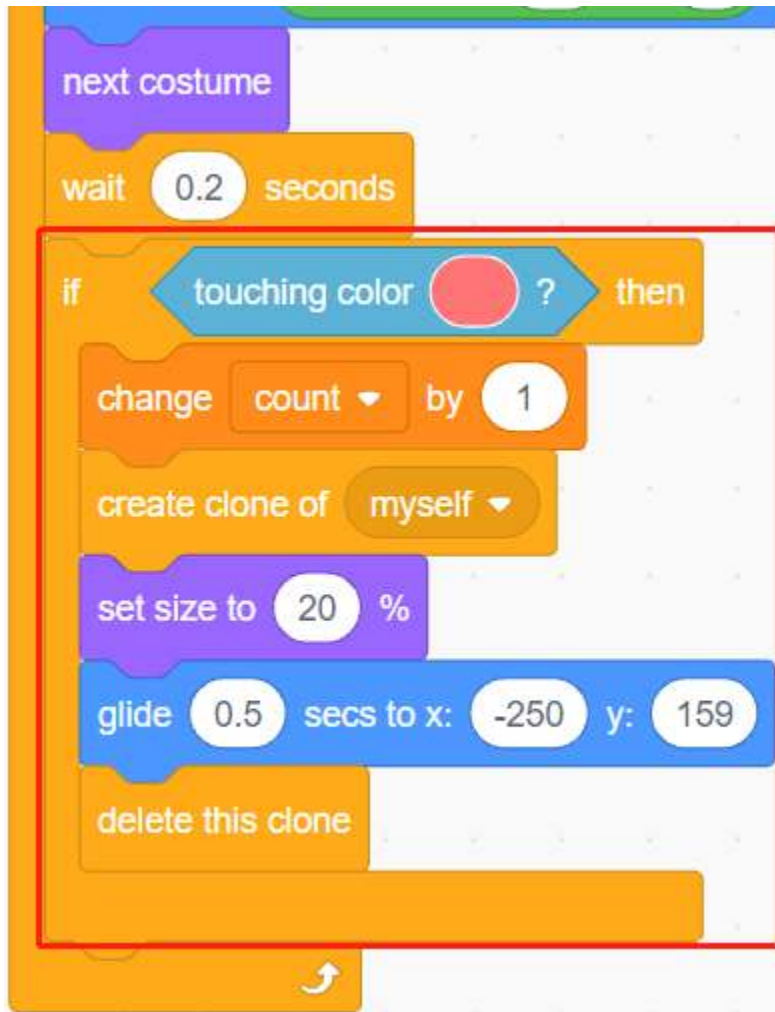 next costume
wait 0.2 seconds
if touching color ? then
change count by 1
create clone of myself
set size to 20 %
glide 0.5 secs to x: -250 y: 159
delete this clone